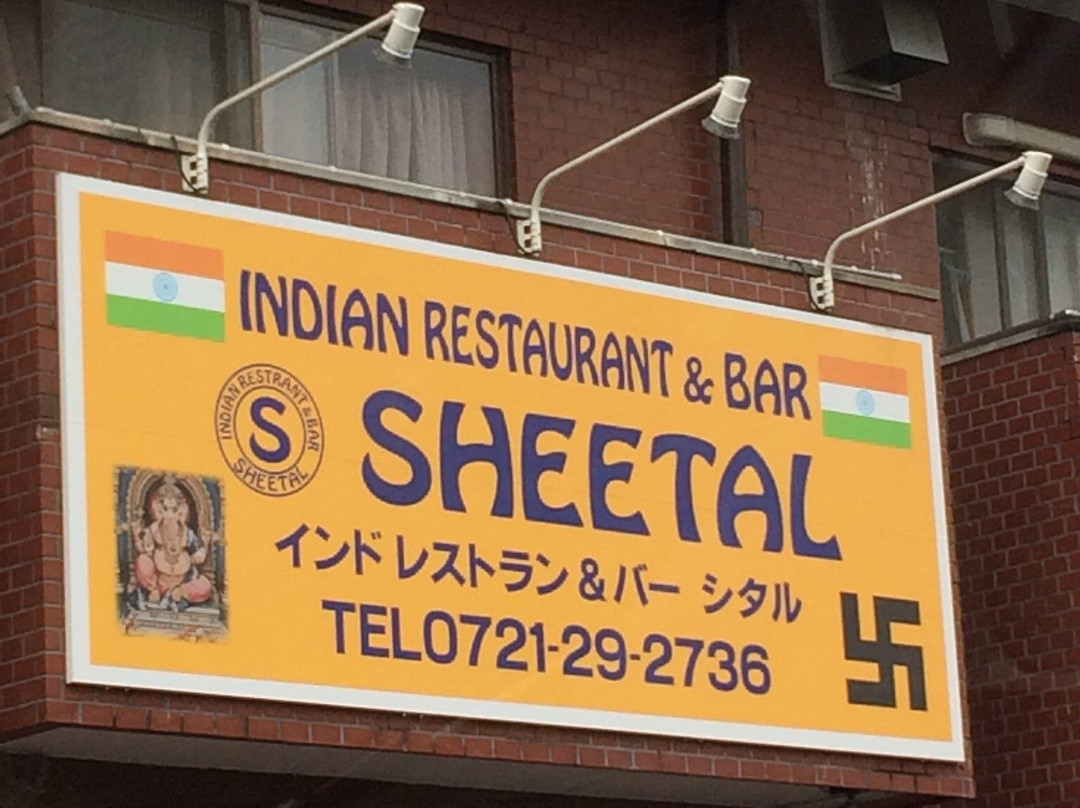 INDIAN RESTAURANT & BAR
INDIAN RESTRANT & BAR
S
SHEETAL
SHEETAL
インド レストラン & バー シタル
TEL0721-29-2736
卐